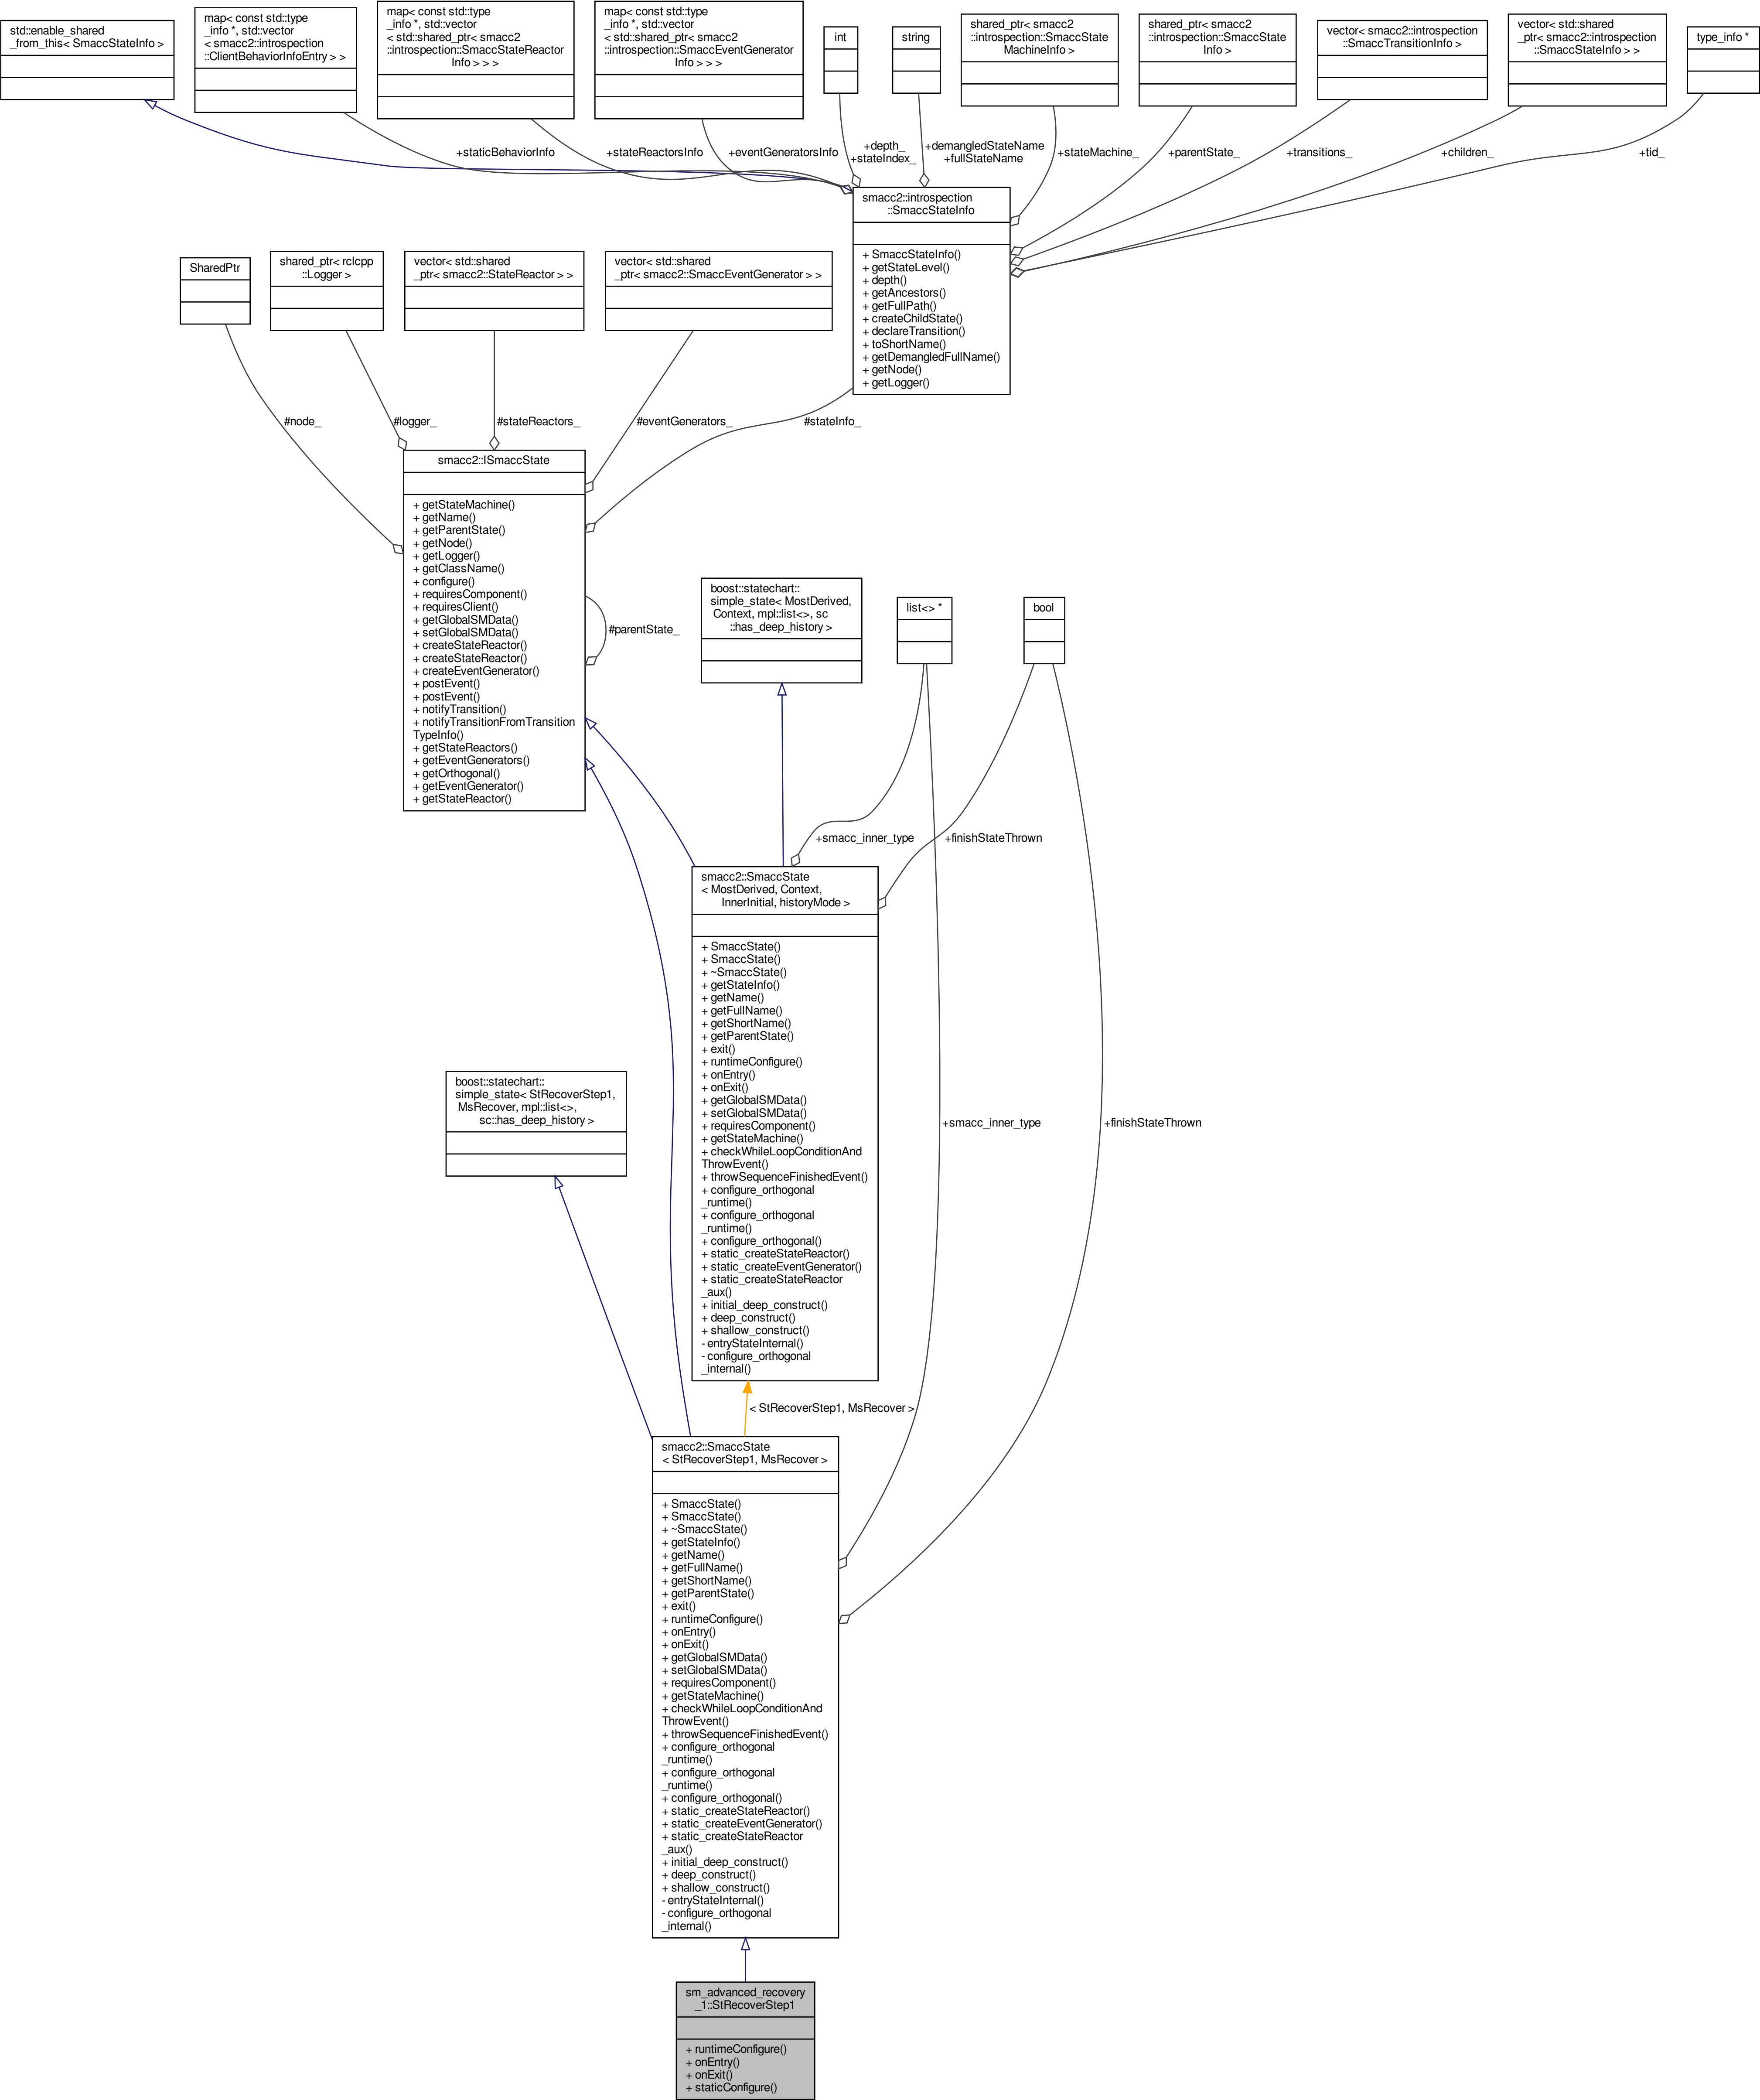 std::enable_shared
_from_this< SmaccStateInfo >
map< const std::type
_info *, std::vector
< smacc2::introspection
::ClientBehaviorInfoEntry > >
map< const std::type
_info *, std::vector
< std::shared_ptr< smacc2
::introspection::SmaccStateReactor
Info > > >
map< const std::type
_info *, std::vector
< std::shared_ptr< smacc2
::introspection::SmaccEventGenerator
Info > > >
int
string
shared_ptr< smacc2
::introspection::SmaccState
MachineInfo >
shared_ptr< smacc2
::introspection::SmaccState
Info >
vector< smacc2::introspection
::SmaccTransitionInfo >
vector< std::shared
_ptr< smacc2::introspection
::SmaccStateInfo > >
type_info *
+staticBehaviorInfo
+stateReactorsInfo
+eventGeneratorsInfo
+depth_
+stateIndex_
+demangledStateName
+fullStateName
+stateMachine_
+parentState_
+transitions_
+children_
+tid_
smacc2::introspection
::SmaccStateInfo
+ SmaccStateInfo()
+ getStateLevel()
+ depth()
+ getAncestors()
+ getFullPath()
+ createChildState()
+ declareTransition()
+ toShortName()
+ getDemangledFullName()
+ getNode()
+ getLogger()
SharedPtr
shared_ptr< rclcpp
::Logger >
vector< std::shared
_ptr< smacc2::StateReactor > >
vector< std::shared
_ptr< smacc2::SmaccEventGenerator > >
#node_
#logger_
#stateReactors_
#eventGenerators_
#stateInfo_
smacc2::ISmaccState
+ getStateMachine()
+ getName()
+ getParentState()
+ getNode()
+ getLogger()
+ getClassName()
+ configure()
+ requiresComponent()
+ requiresClient()
+ getGlobalSMData()
+ setGlobalSMData()
+ createStateReactor()
+ createStateReactor()
+ createEventGenerator()
+ postEvent()
+ postEvent()
+ notifyTransition()
+ notifyTransitionFromTransition
TypeInfo()
+ getStateReactors()
+ getEventGenerators()
+ getOrthogonal()
+ getEventGenerator()
+ getStateReactor()
#parentState_
boost::statechart::
simple_state< MostDerived,
Context, mpl::list<>, sc
::has_deep_history >
list<> *
bool
+smacc_inner_type
+finishStateThrown
smacc2::SmaccState
< MostDerived, Context,
InnerInitial, historyMode >
+ SmaccState()
+ SmaccState()
+ ~SmaccState()
+ getStateInfo()
+ getName()
+ getFullName()
+ getShortName()
+ getParentState()
+ exit()
+ runtimeConfigure()
+ onEntry()
+ onExit()
+ getGlobalSMData()
+ setGlobalSMData()
+ requiresComponent()
+ getStateMachine()
+ checkWhileLoopConditionAnd
ThrowEvent()
+ throwSequenceFinishedEvent()
+ configure_orthogonal
_runtime()
+ configure_orthogonal
_runtime()
+ configure_orthogonal()
+ static_createStateReactor()
+ static_createEventGenerator()
+ static_createStateReactor
_aux()
+ initial_deep_construct()
+ deep_construct()
+ shallow_construct()
- entryStateInternal()
- configure_orthogonal
_internal()
boost::statechart::
simple_state< StRecoverStep1,
MsRecover, mpl::list<>,
sc::has_deep_history >
+smacc_inner_type
+finishStateThrown
< StRecoverStep1, MsRecover >
smacc2::SmaccState
< StRecoverStep1, MsRecover >
+ SmaccState()
+ SmaccState()
+ ~SmaccState()
+ getStateInfo()
+ getName()
+ getFullName()
+ getShortName()
+ getParentState()
+ exit()
+ runtimeConfigure()
+ onEntry()
+ onExit()
+ getGlobalSMData()
+ setGlobalSMData()
+ requiresComponent()
+ getStateMachine()
+ checkWhileLoopConditionAnd
ThrowEvent()
+ throwSequenceFinishedEvent()
+ configure_orthogonal
_runtime()
+ configure_orthogonal
_runtime()
+ configure_orthogonal()
+ static_createStateReactor()
+ static_createEventGenerator()
+ static_createStateReactor
_aux()
+ initial_deep_construct()
+ deep_construct()
+ shallow_construct()
- entryStateInternal()
- configure_orthogonal
_internal()
sm_advanced_recovery
_1::StRecoverStep1
+ runtimeConfigure()
+ onEntry()
+ onExit()
+ staticConfigure()